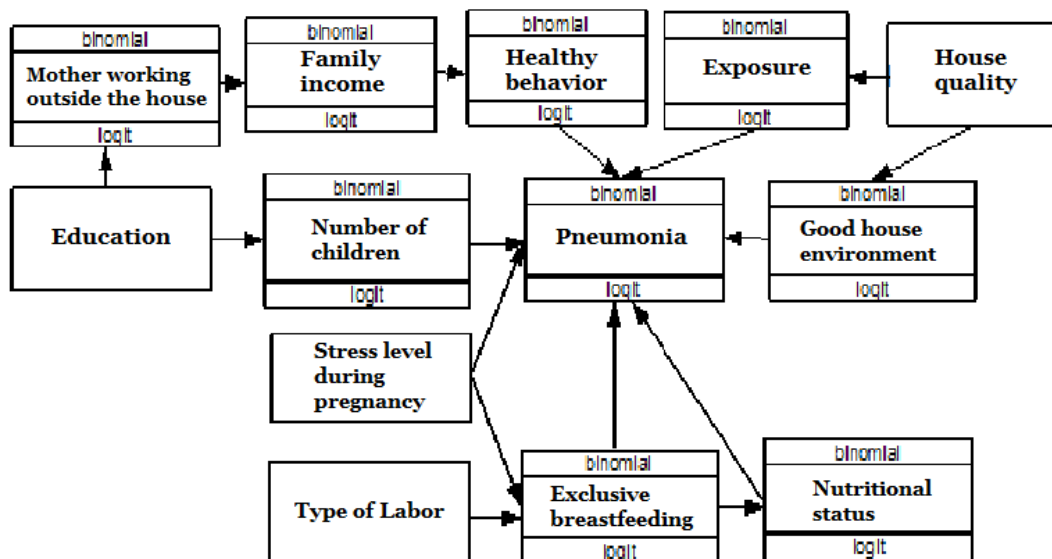 binomial
Mother working
outside the house
logit
binomial
Family
income
logit
binomial
Healthy
behavior
logit
binomial
Exposure
logit
House
quality
Education
binomial
Number of
children
logit
binomial
Pneumonia
logit
binomial
Good house
environment
logit
Stress level
during
pregnancy
Type of Labor
binomial
Exclusive
breastfeeding
logit
binomial
Nutritional
status
logit